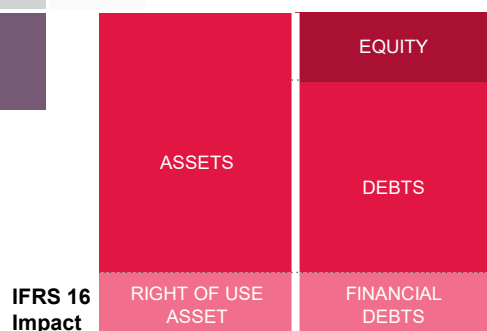 EQUITY
ASSETS
DEBTS
IFRS 16
Impact
RIGHT OF USE
ASSET
FINANCIAL
DEBTS